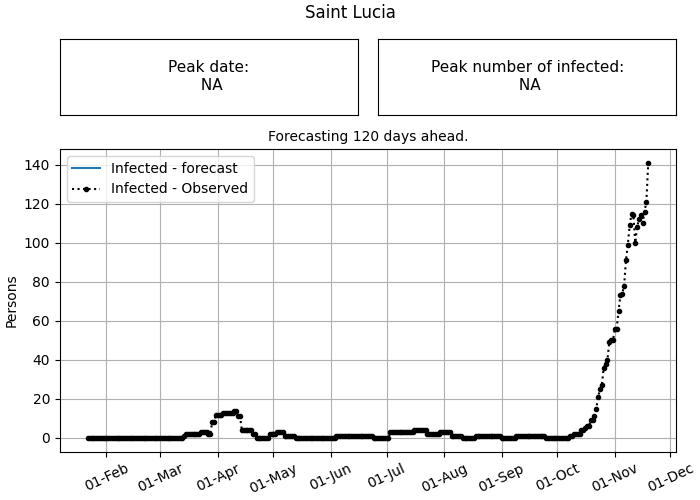 Saint Lucia
Peak date:
NA
Peak number of infected:
NA
Forecasting 120 days ahead.
Infected - forecast
Infected - Observed
Persons
140
120
100
80
60
40
20
0
01-Feb
01-Mar
01-Apr
01-May
01-Jun
01-Jul
01-Aug
01-Sep
01-Oct
01-Nov
01-Dec